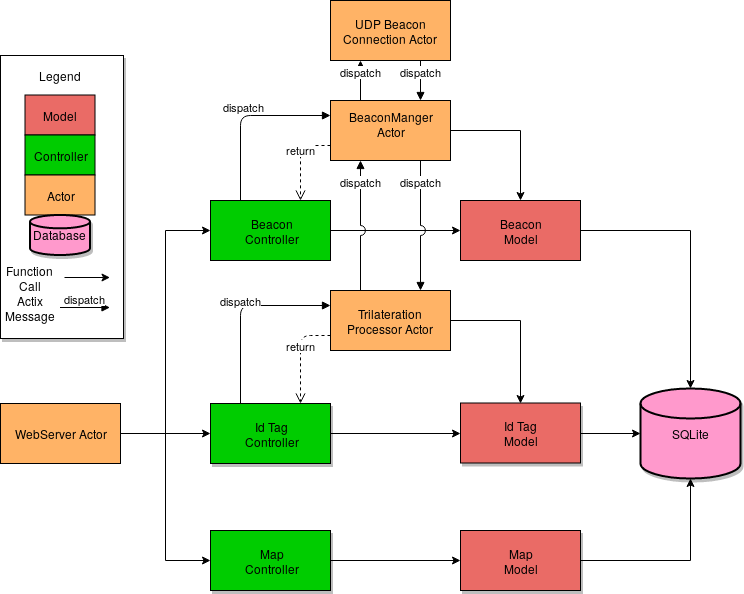 UDP Beacon
Connection Actor
dispatch
dispatch
Legend
Model
Controller
Actor
Database
Function
Call
Actix
Message
dispatch
dispatch
BeaconManger
Actor
return
dispatch
dispatch
Beacon
Controller
Beacon
Model
dispatch
Trilateration
Processor Actor
return
WebServer Actor
Id Tag
Controller
Id Tag
Model
SQLite
Map
Controller
Map
Model